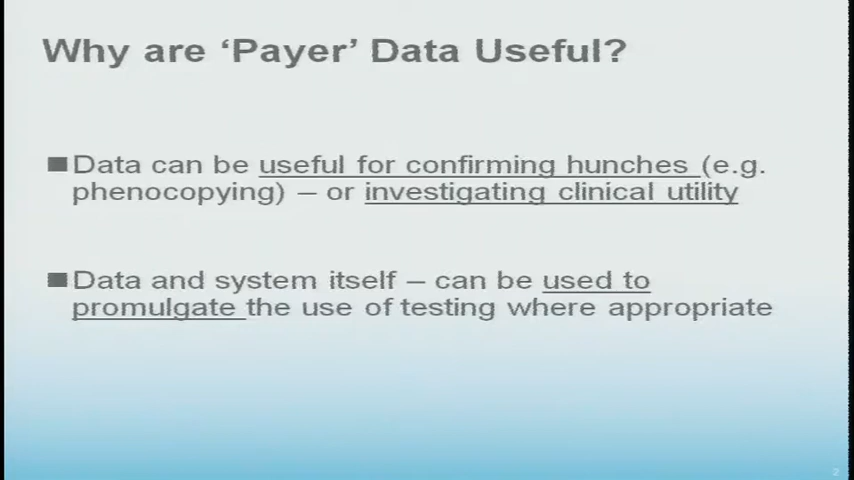 Why are ‘Payer’ Data Useful?
Data can be useful for confirming hunches (e.g.
phenocopying) – or investigating clinical utility
Data and system itself – can be used to
promulgate the use of testing where appropriate
2